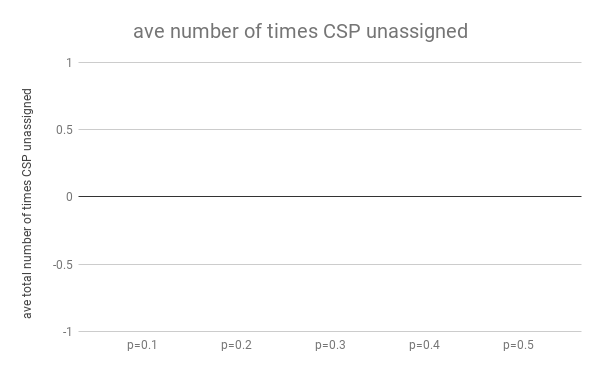 ave number of times CSP unassigned
ave total number of times CSP unassigned
1
0.5
0
-0.5
-1
p=0.1 p=0.2 p=0.3 p=0.4 p=0.5